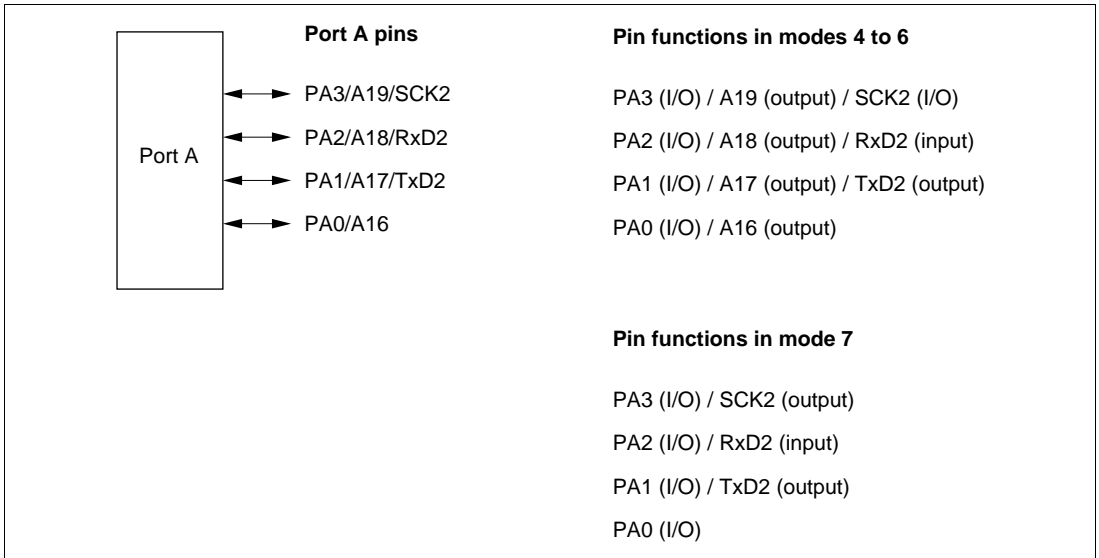 Port A
Port A pins
PA3/A19/SCK2
PA2/A18/RxD2
PA1/A17/TxD2
PA0/A16
Pin functions in modes 4 to 6
PA3 (I/O) / A19 (output) / SCK2 (I/O)
PA2 (I/O) / A18 (output) / RxD2 (input)
PA1 (I/O) / A17 (output) / TxD2 (output)
PA0 (I/O) / A16 (output)
Pin functions in mode 7
PA3 (I/O) / SCK2 (output)
PA2 (I/O) / RxD2 (input)
PA1 (I/O) / TxD2 (output)
PA0 (I/O)